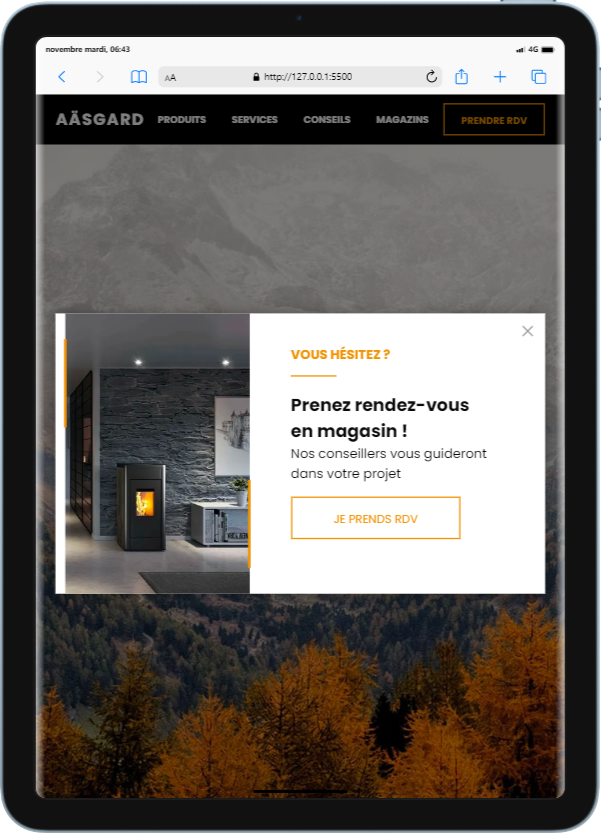 novembre mardi, 06:43
4G
AA
http://127.0.0.1:5500
AÄSGARD
PRODUITS
SERVICES
CONSEILS
MAGAZINS
PRENDRE RDV
VOUS HÉSITEZ ?
Prenez rendez-vous
en magasin !
Nos conseillers vous guideront
dans votre projet
JE PRENDS RDV